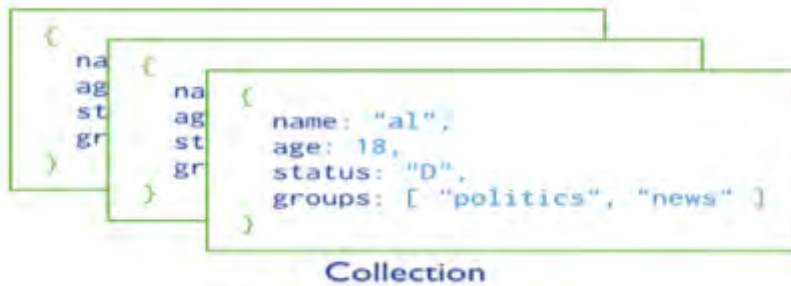 {
na
ag
st
gr
}
{
na
ag
st
gr
}
{
name: "al",
age: 18,
status: "D",
groups: [ "politics", "news" ]
}
Collection